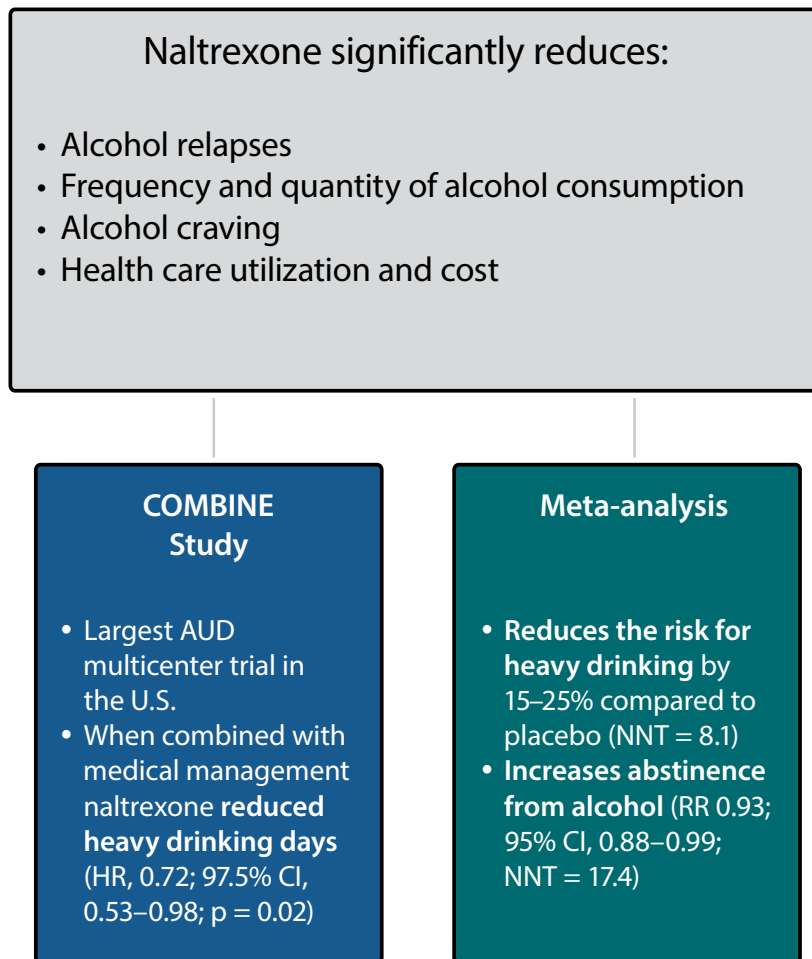 Naltrexone significantly reduces:
• Alcohol relapses
• Frequency and quantity of alcohol consumption
• Alcohol craving
• Health care utilization and cost
COMBINE
Study
• Largest AUD
multicenter trial in
the U.S.
• When combined with
medical management
naltrexone reduced
heavy drinking days
(HR, 0.72; 97.5% CI,
0.53–0.98; p = 0.02)
Meta-analysis
• Reduces the risk for
heavy drinking by
15–25% compared to
placebo (NNT = 8.1)
• Increases abstinence
from alcohol (RR 0.93;
95% CI, 0.88–0.99;
NNT = 17.4)